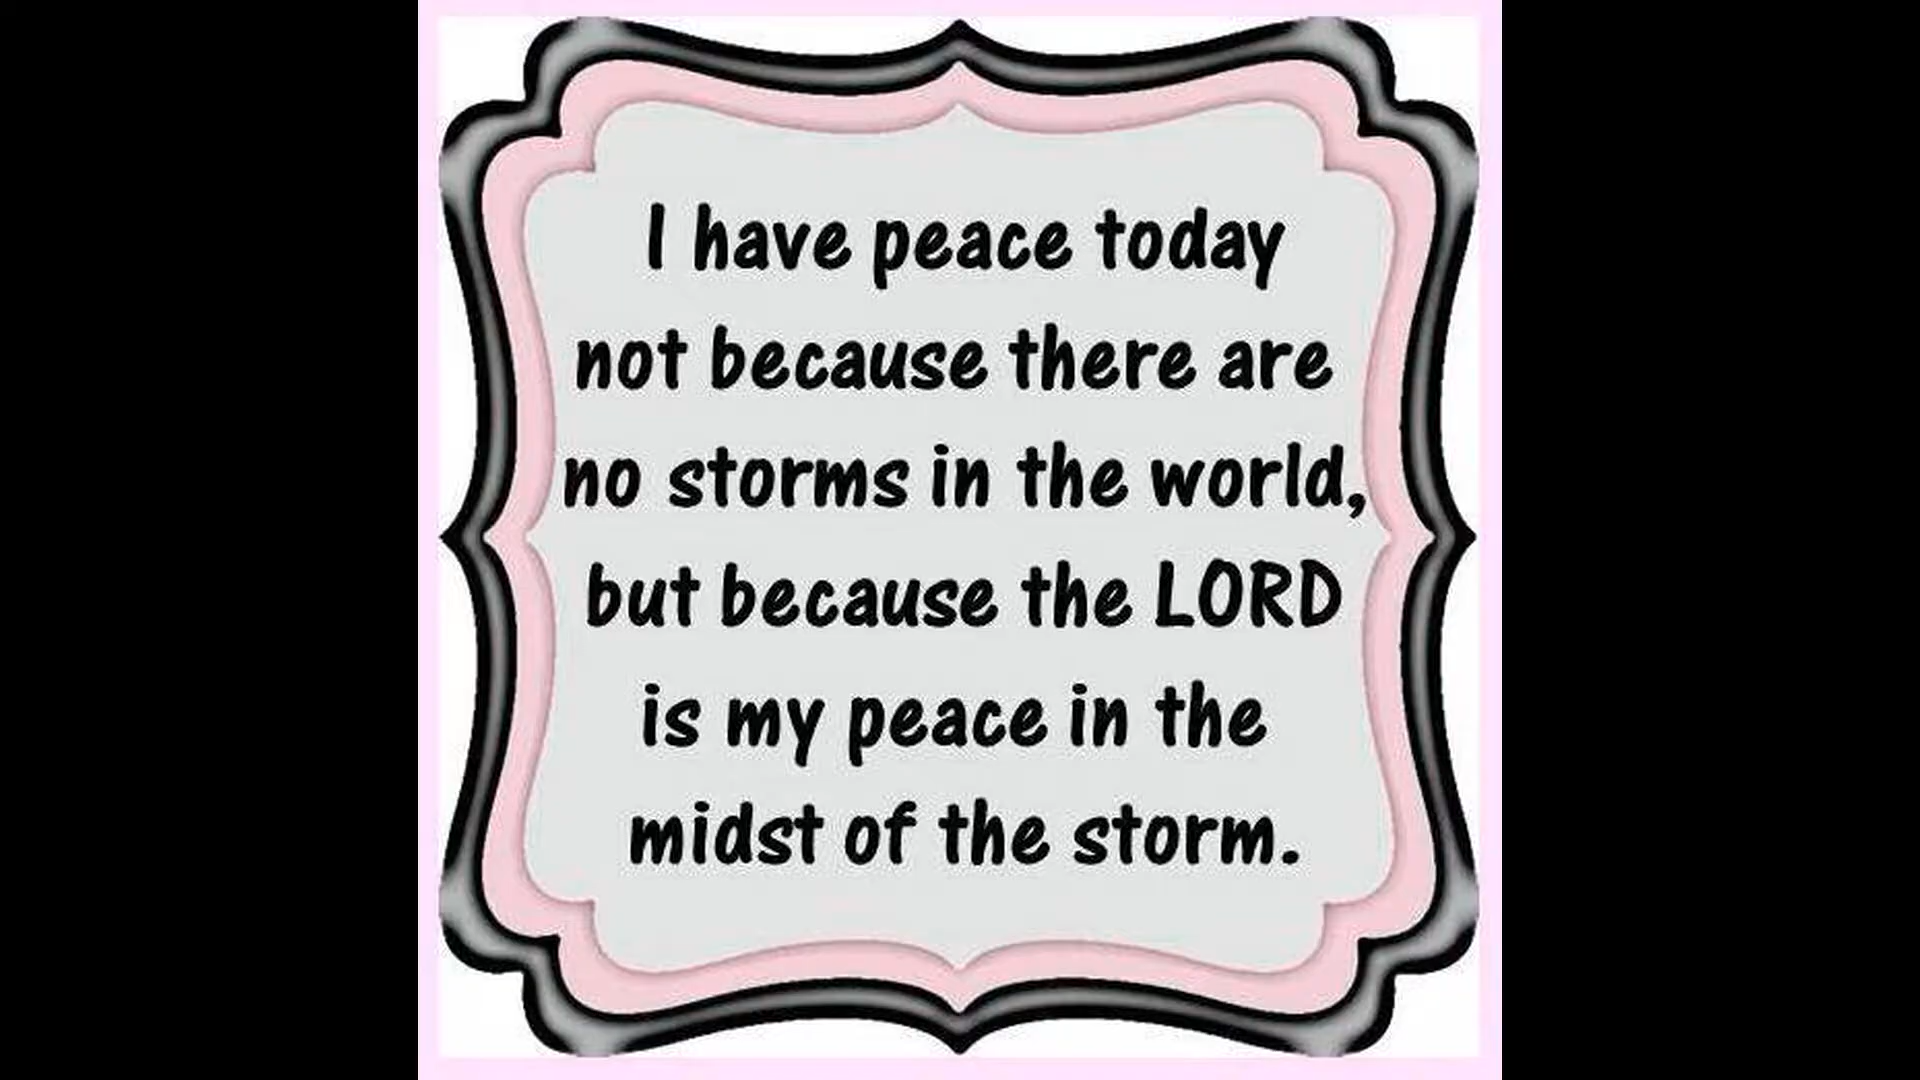 I have peace today
not because there are
no storms in the world,
but because the LORD
is my peace in the
midst of the storm.